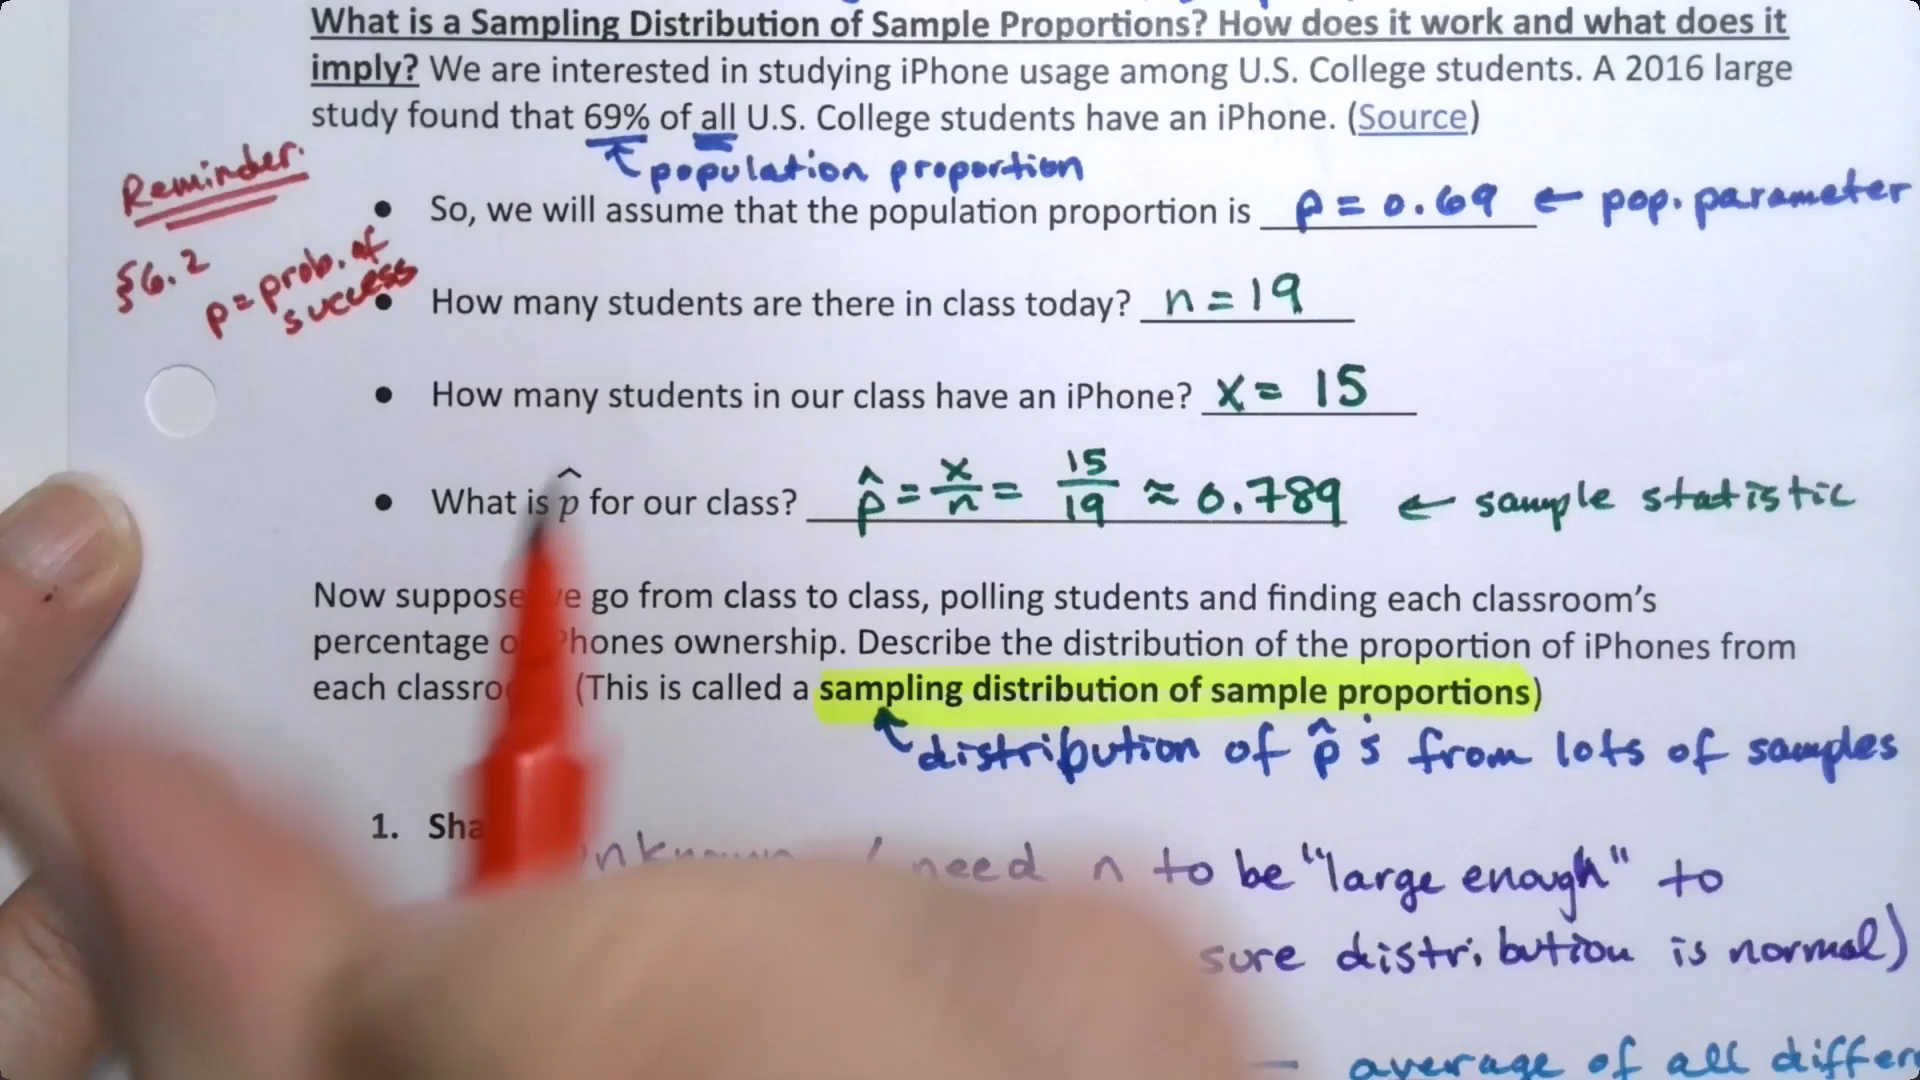 What is a Sampling Distribution of Sample Proportions? How does it work and what does it
imply? We are interested in studying iPhone usage among U.S. College students. A 2016 large
study found that 69% of all U.S. College students have an iPhone. (Source)
population proportion
Reminder:
§6.2
p = prob. of
success
• So, we will assume that the population proportion is p = 0.69 ← pop. parameter
• How many students are there in class today? n = 19
• How many students in our class have an iPhone? x = 15
• What is p̂ for our class? p̂ = x/n = 15/19 ≈ 0.789 ← sample statistic
Now suppose we go from class to class, polling students and finding each classroom's
percentage of iPhones ownership. Describe the distribution of the proportion of iPhones from
each classro (This is called a sampling distribution of sample proportions)
distribution of p̂'s from lots of samples
1. Sha need n to be "large enough" to
sure distribution is normal)
average of all differ